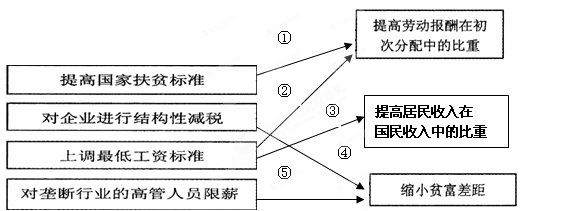 ①
提高劳动报酬在初
次分配中的比重
提高国家扶贫标准
②
对企业进行结构性减税
③
提高居民收入在
国民收入中的比重
上调最低工资标准
④
⑤
对垄断行业的高管人员限薪
缩小贫富差距